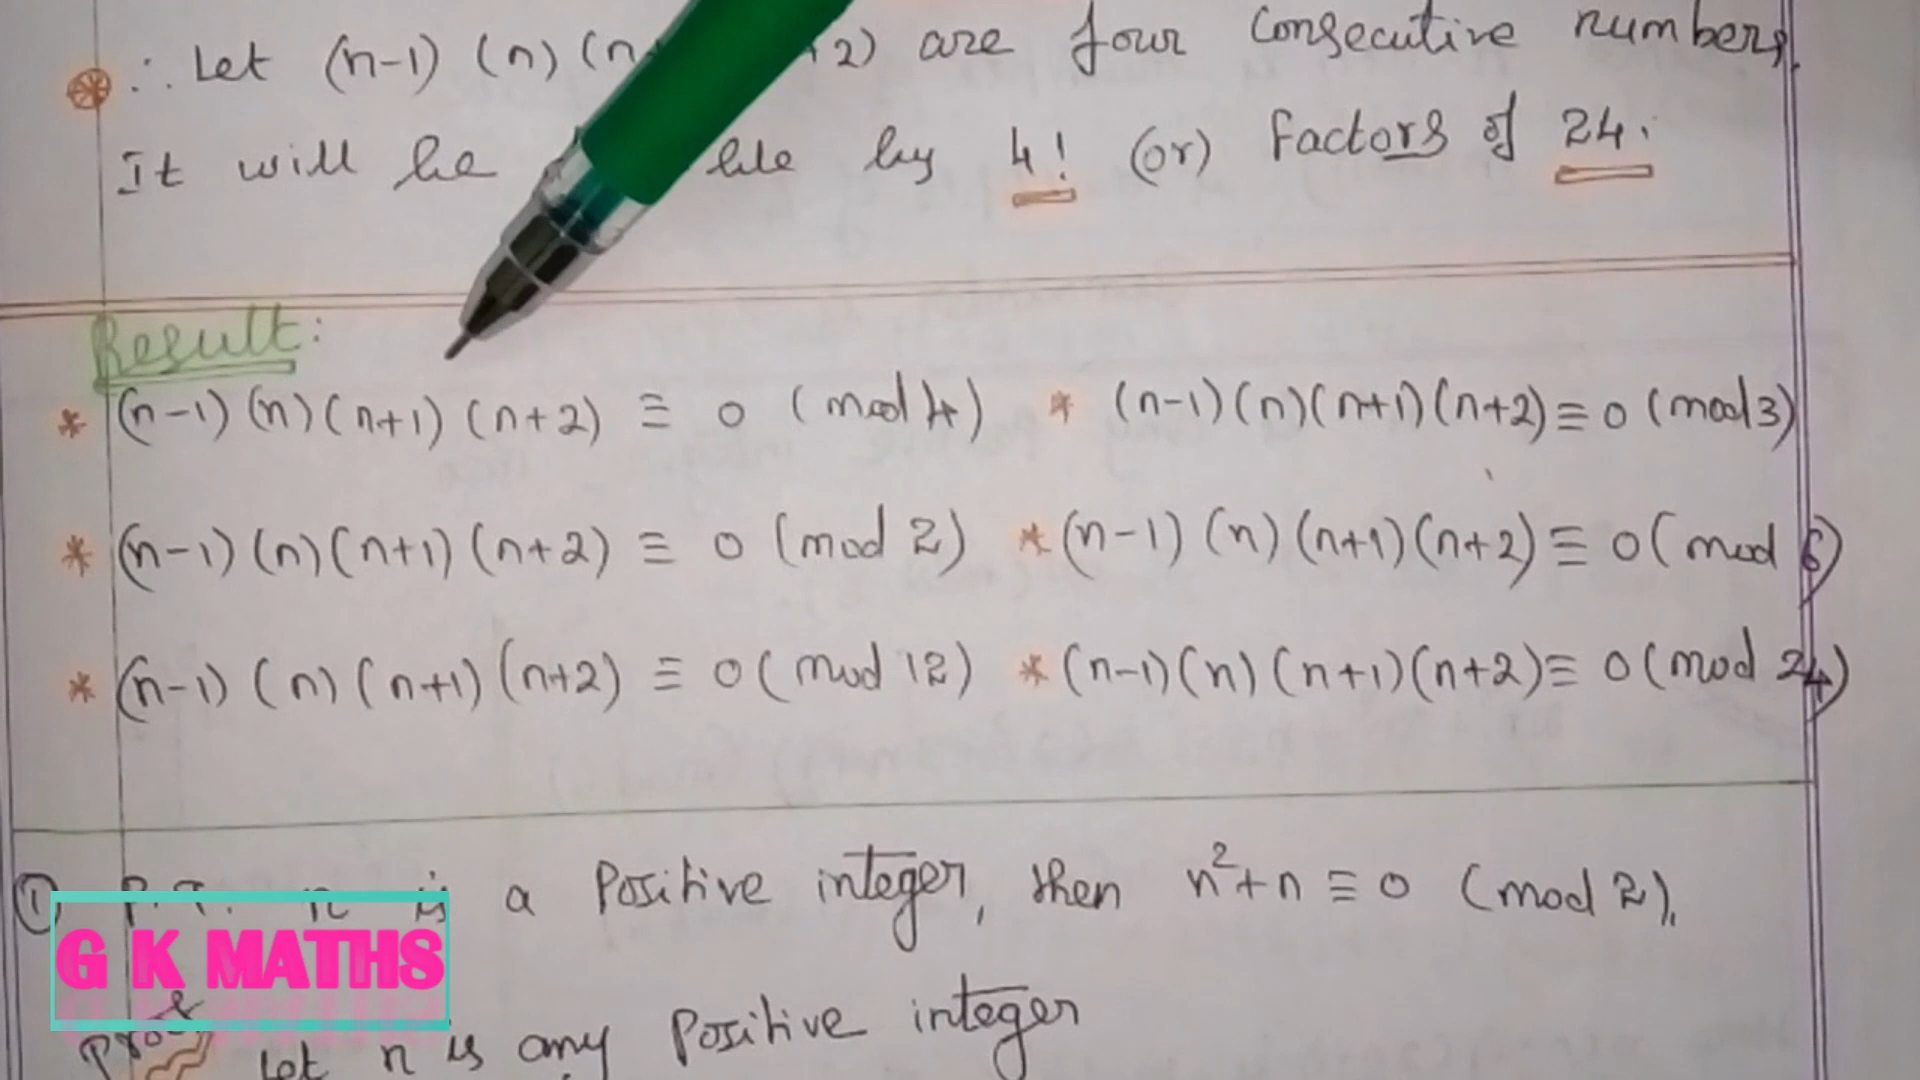 ∴ Let (n-1) (n) (n +2) are four consecutive numbers,
It will be by 4! (or) Factors of 24.
Result:
* (n-1) (n) (n+1) (n+2) ≡ 0 (mod 4) * (n-1) (n) (n+1) (n+2) ≡ 0 (mod 3)
* (n-1) (n) (n+1) (n+2) ≡ 0 (mod 2) * (n-1) (n) (n+1) (n+2) ≡ 0 (mod 6)
* (n-1) (n) (n+1) (n+2) ≡ 0 (mod 12) * (n-1) (n) (n+1) (n+2) ≡ 0 (mod 24)
① P.T. n is a Positive integer, then n²+n ≡ 0 (mod 2).
G K MATHS
Proof
Let n is any Positive integer